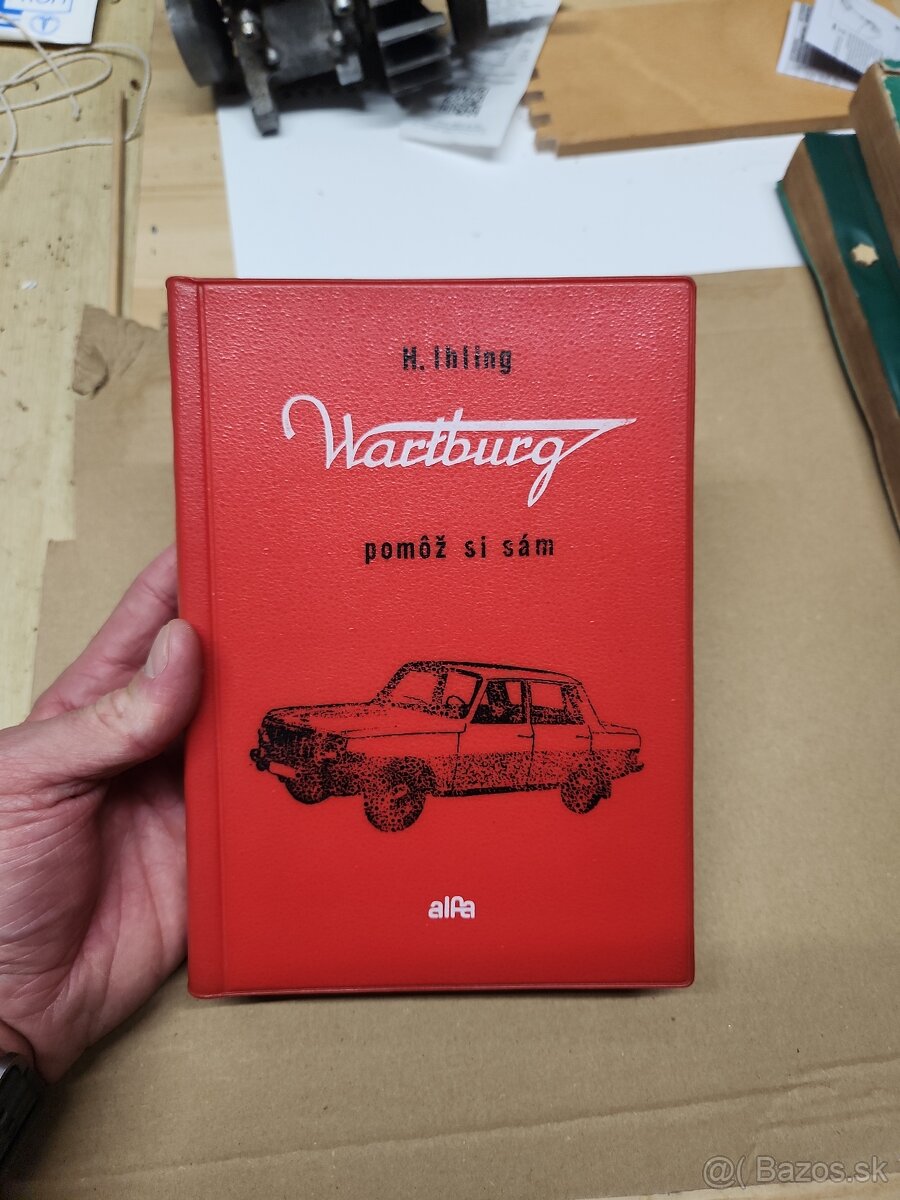 H. Ihling
Wartburg
pomôž si sám
alfa
@( Bazos.sk